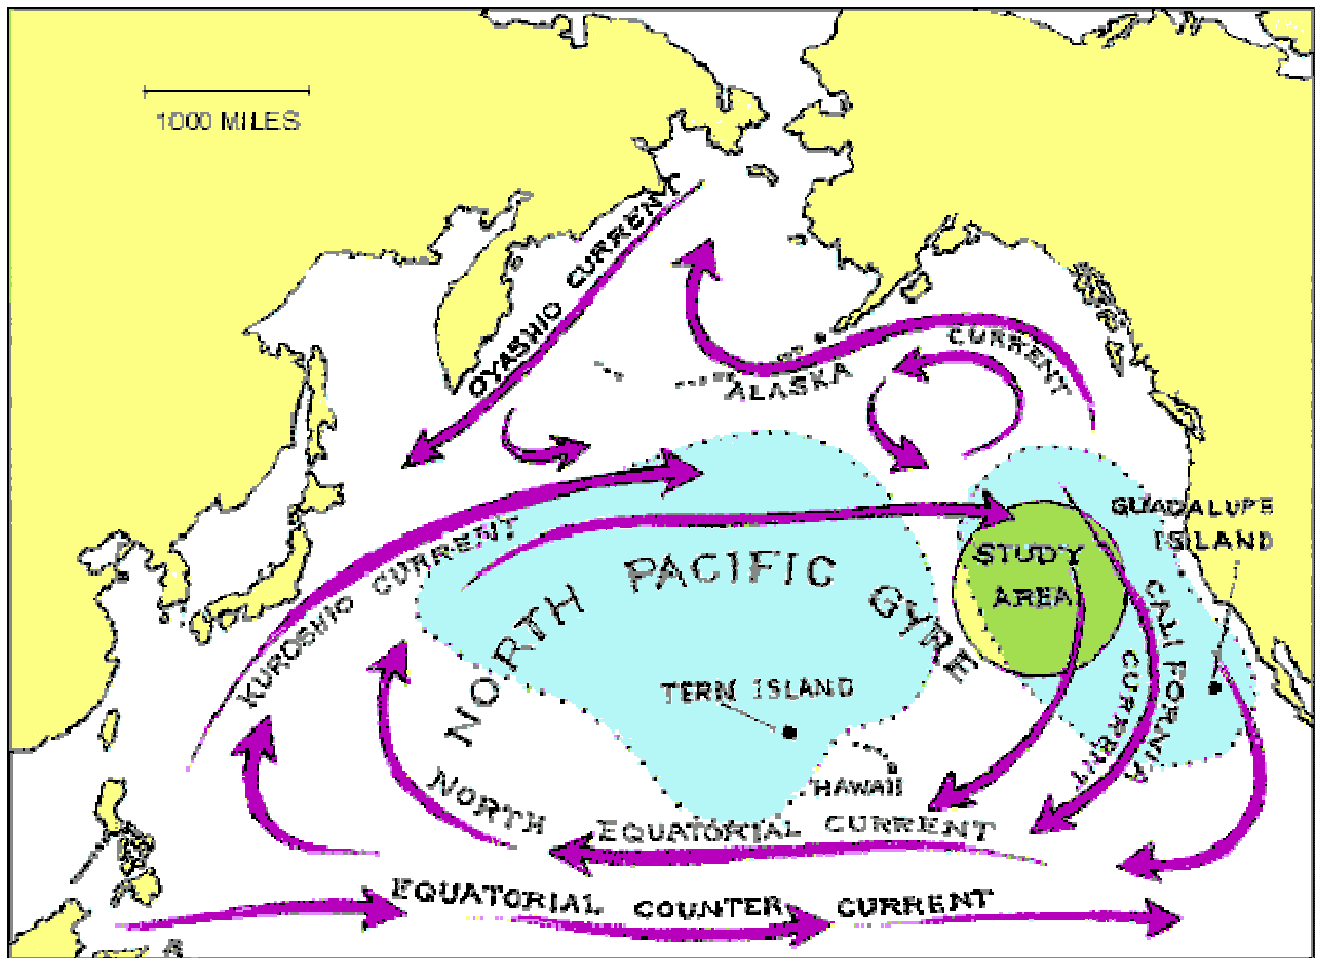 1000 MILES
OYASHIO CURRENT
ALASKA CURRENT
KUROSHIO CURRENT
NORTH PACIFIC GYRE
STUDY
AREA
GUADALUPE
ISLAND
CALIFORNIA
CURRENT
TERN ISLAND
HAWAII
NORTH EQUATORIAL CURRENT
EQUATORIAL COUNTER CURRENT